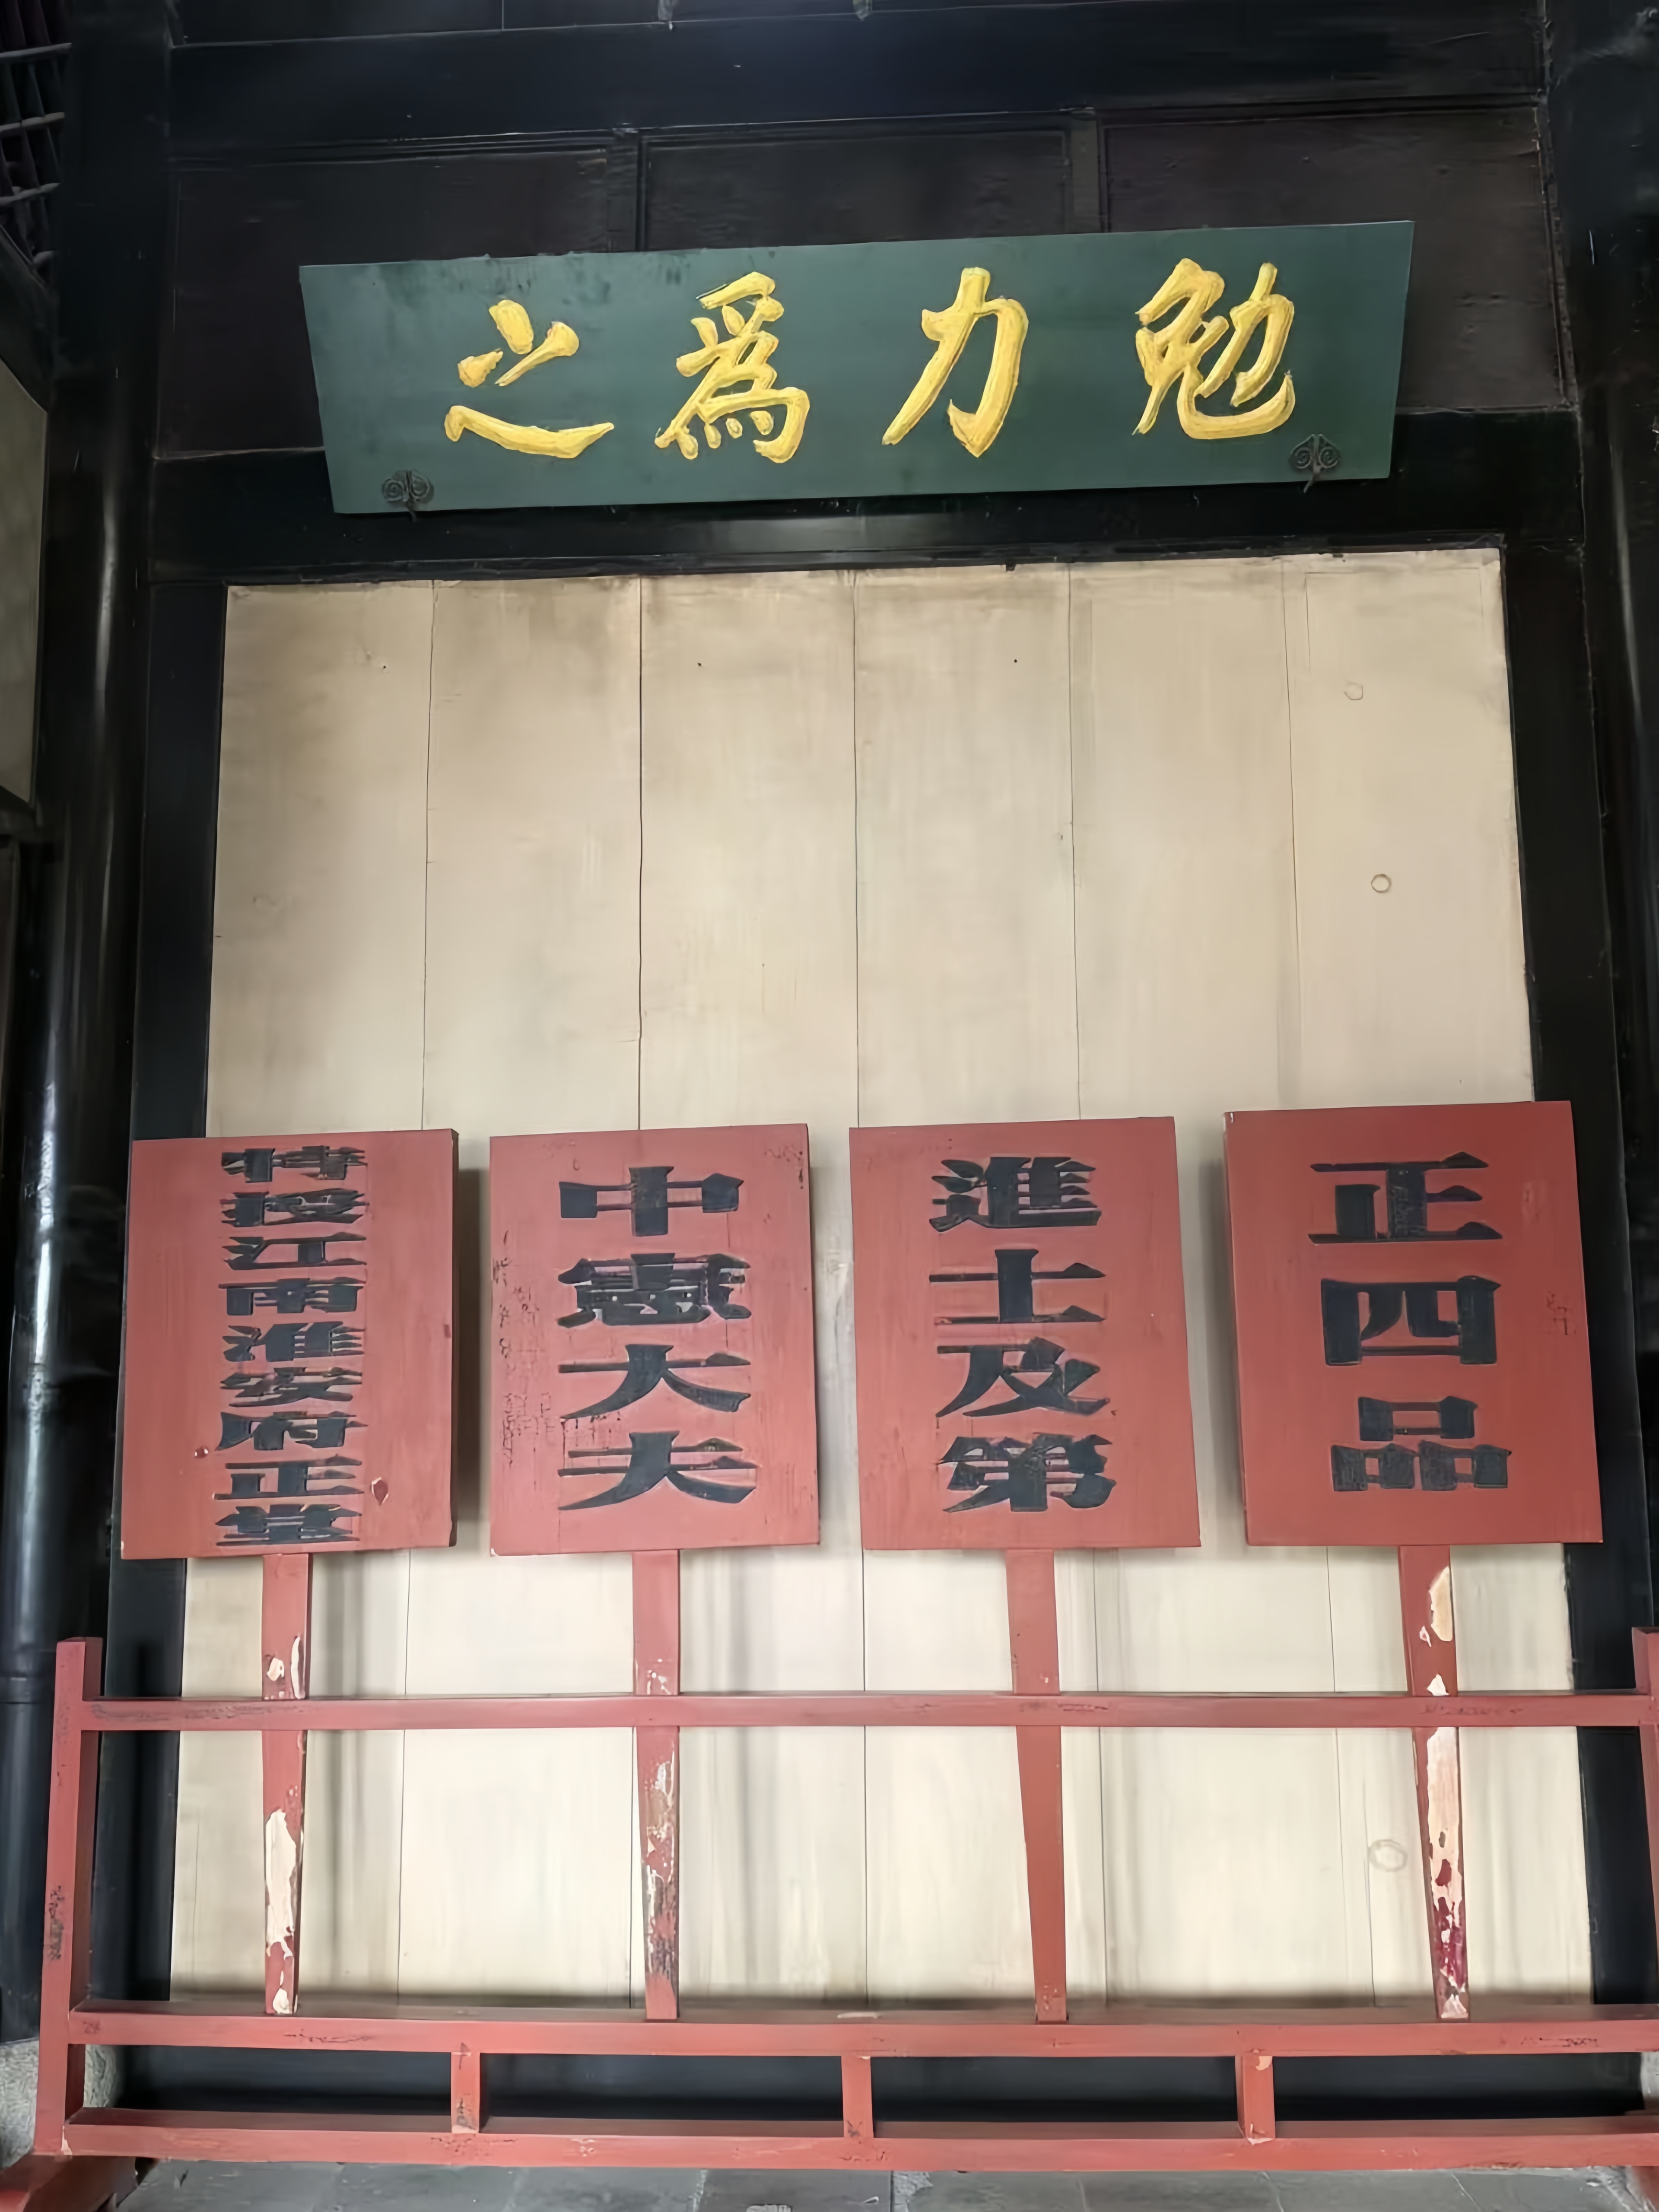 勉力為之
正四品
進士及第
中憲大夫
特授江南淮安府正堂